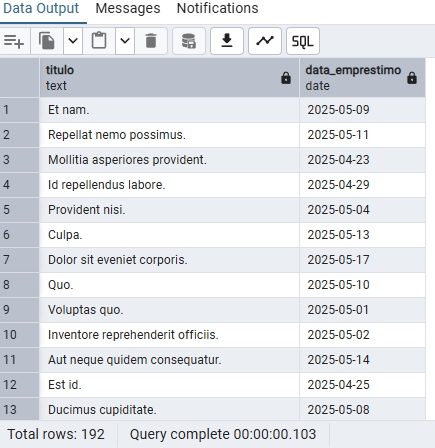 Data Output Messages Notifications
SQL
titulo data_emprestimo
text date
1 Et nam. 2025-05-09
2 Repellat nemo possimus. 2025-05-11
3 Mollitia asperiores provident. 2025-04-23
4 Id repellendus labore. 2025-04-29
5 Provident nisi. 2025-05-04
6 Culpa. 2025-05-13
7 Dolor sit eveniet corporis. 2025-05-17
8 Quo. 2025-05-10
9 Voluptas quo. 2025-05-01
10 Inventore reprehenderit officiis. 2025-05-02
11 Aut neque quidem consequatur. 2025-05-14
12 Est id. 2025-04-25
13 Ducimus cupiditate. 2025-05-08
Total rows: 192 Query complete 00:00:00.103